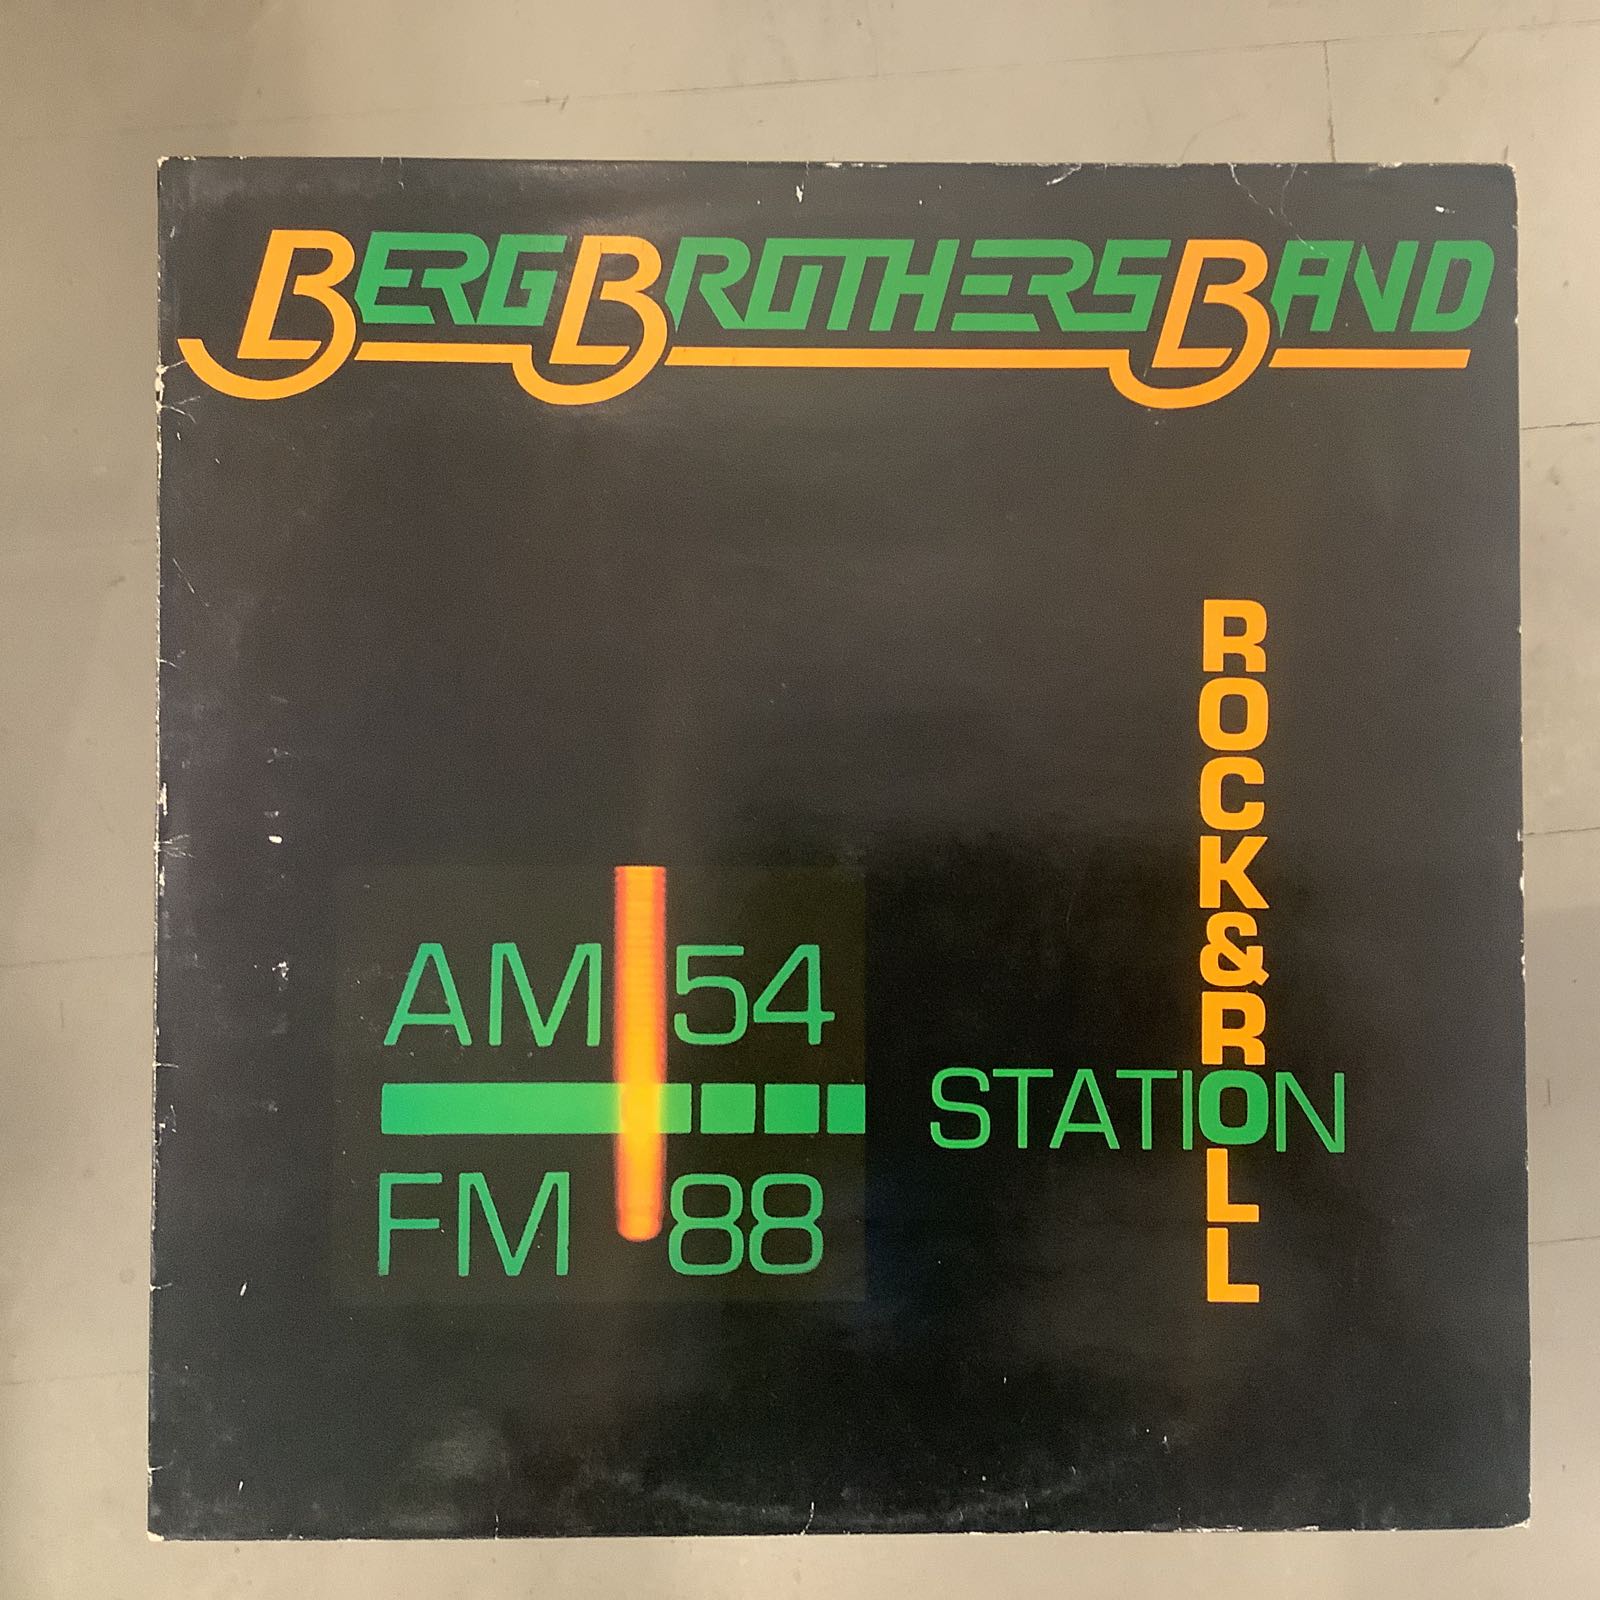 BERG BROTHERS BAND
AM 54
FM 88
ROCK&ROLL
STATION